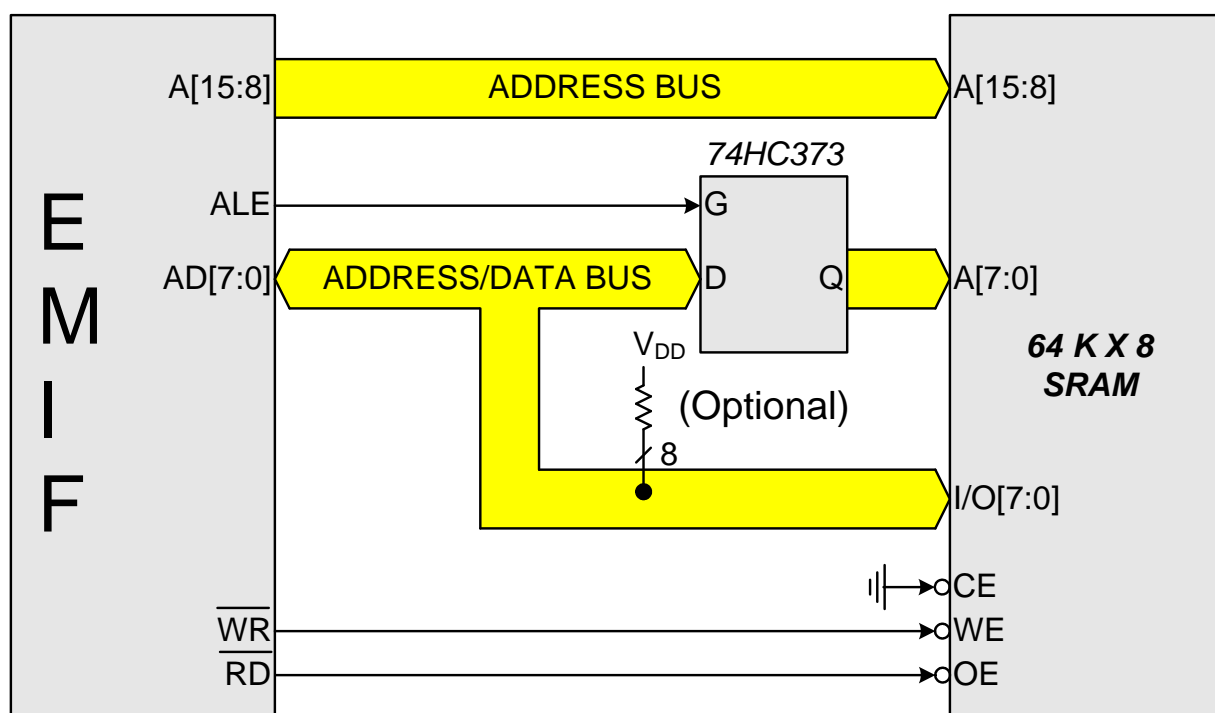 A[15:8]
ADDRESS BUS
A[15:8]
74HC373
ALE
G
EMIF
AD[7:0]
ADDRESS/DATA BUS
D
Q
A[7:0]
VDD
64 K X 8
SRAM
(Optional)
8
I/O[7:0]
CE
WR
WE
RD
OE